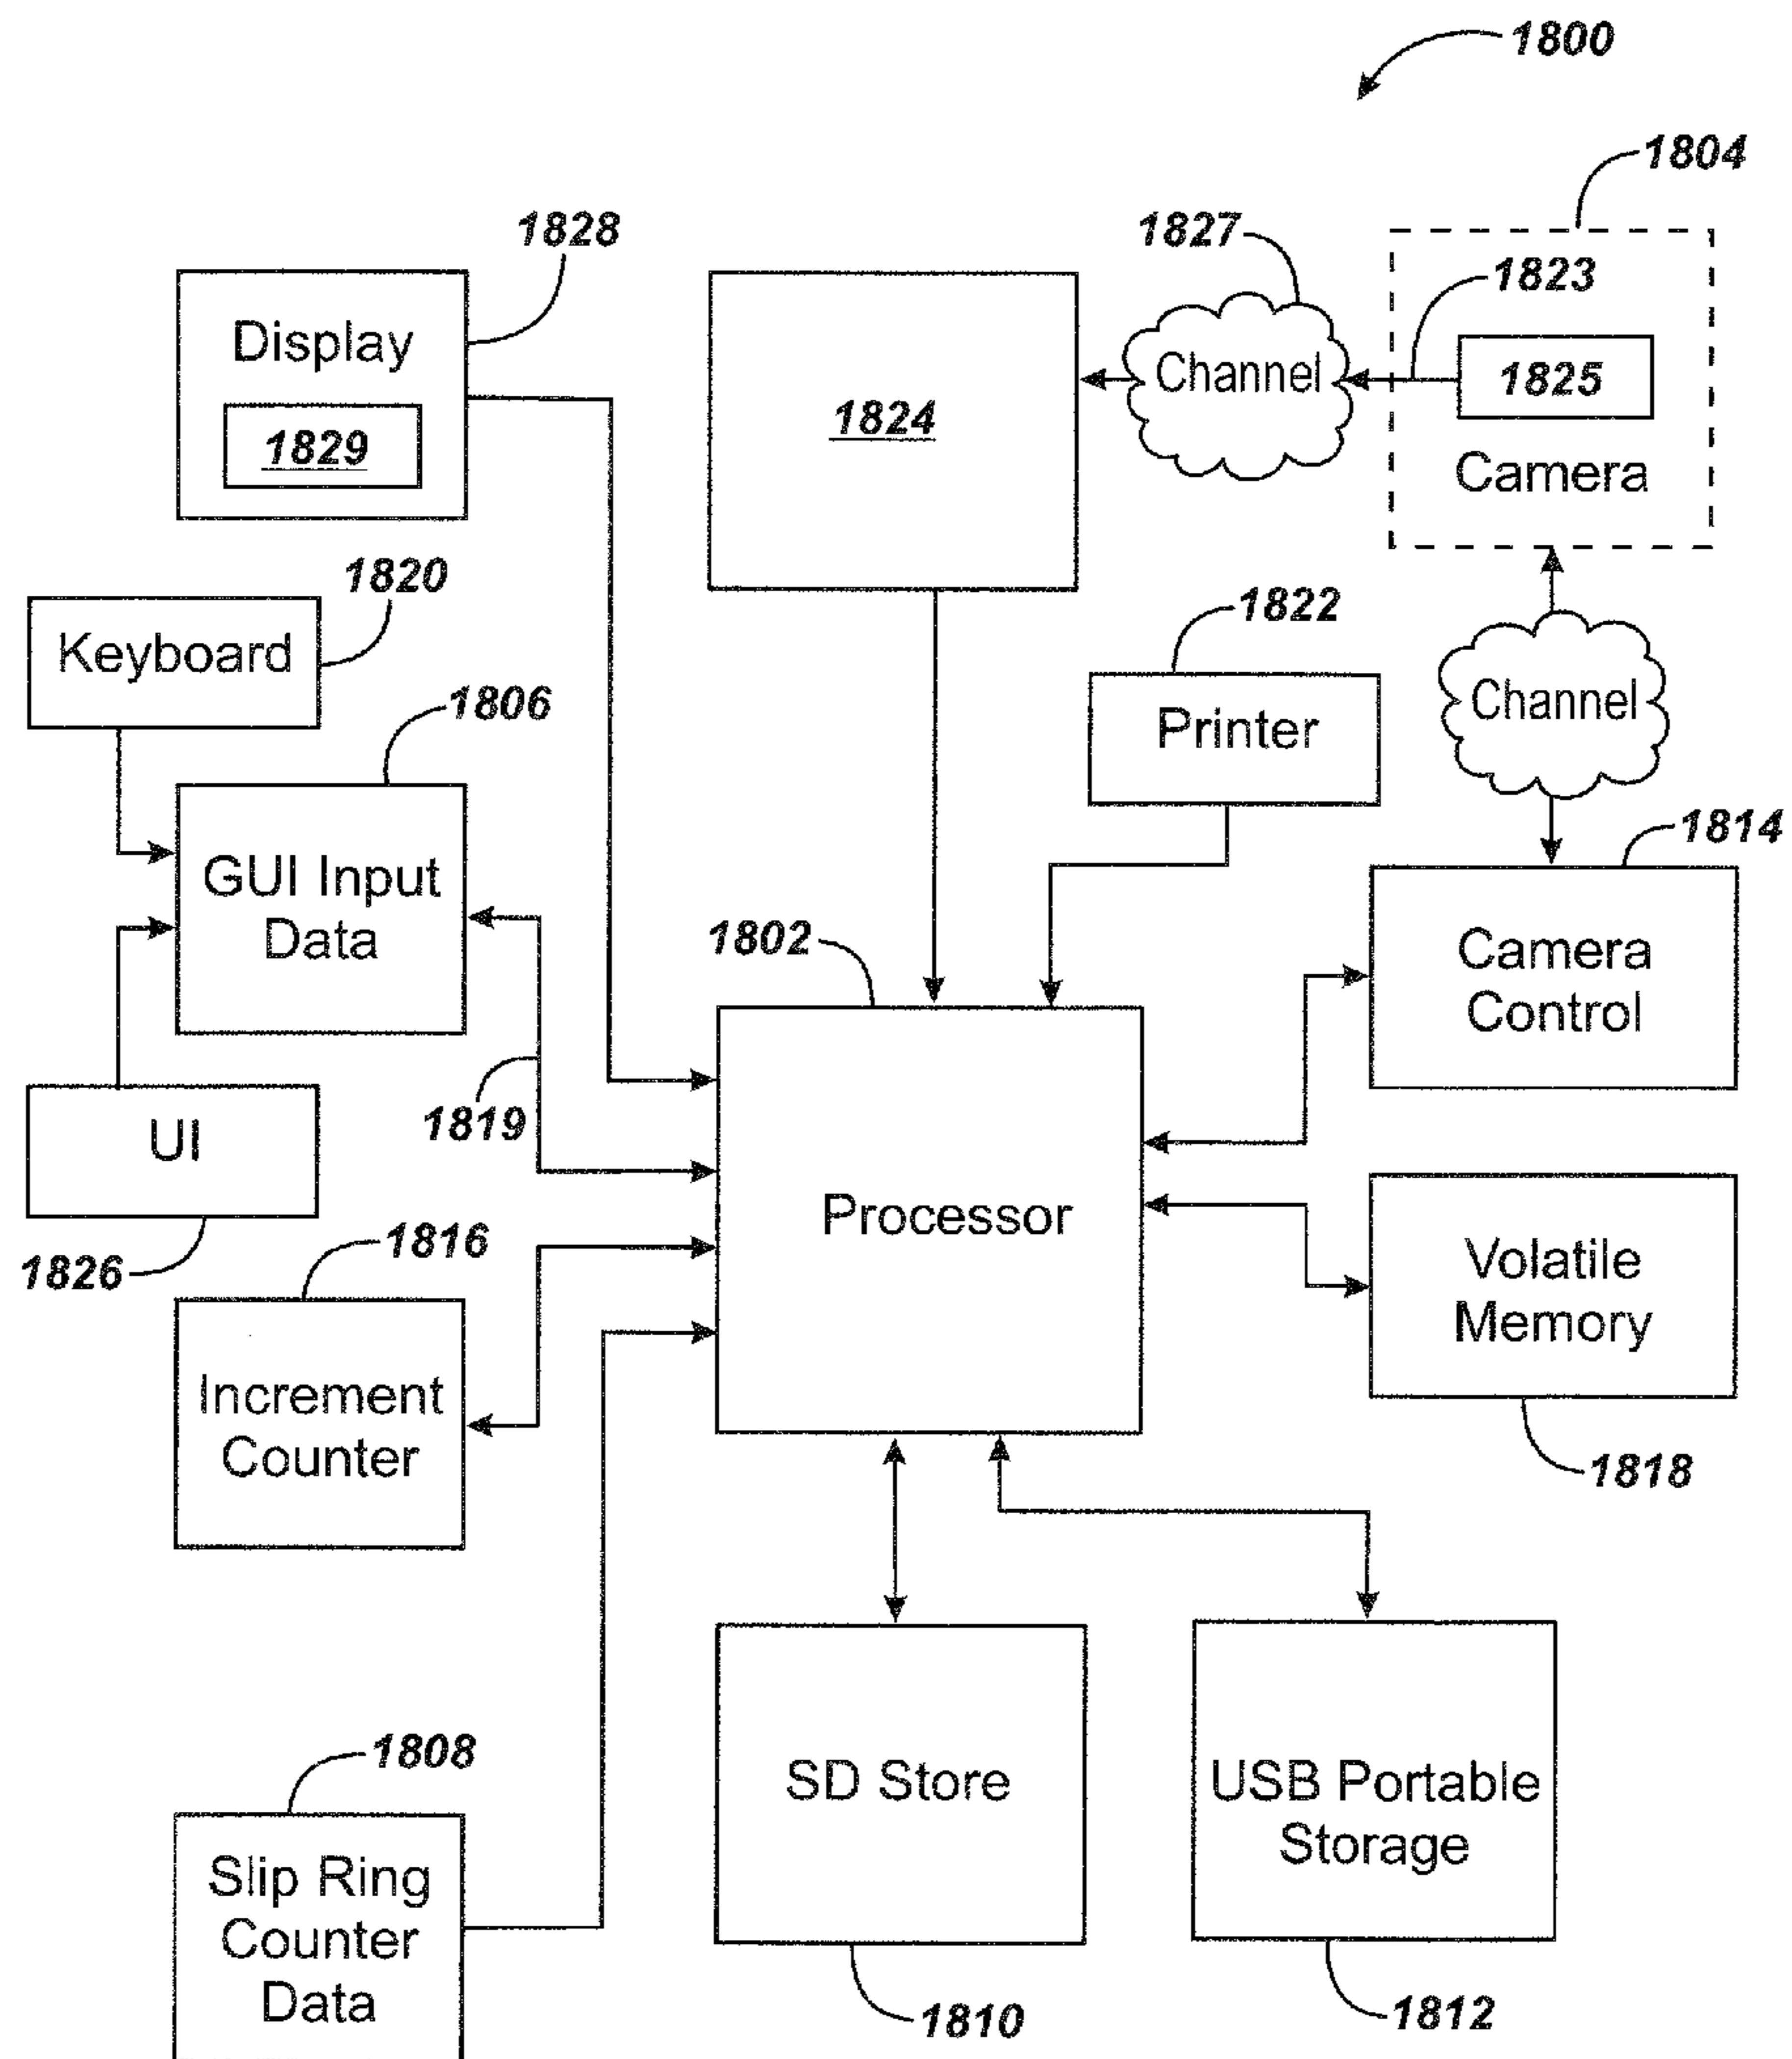 1800
1804
1828
1827
1823
Display
1829
1824
Channel
1825
Camera
1820
Keyboard
1822
Printer
Channel
1806
GUI Input
Data
1814
Camera
Control
1802
1819
UI
1826
Processor
1816
Increment
Counter
Volatile
Memory
1818
1808
Slip Ring
Counter
Data
SD Store
1810
USB Portable
Storage
1812